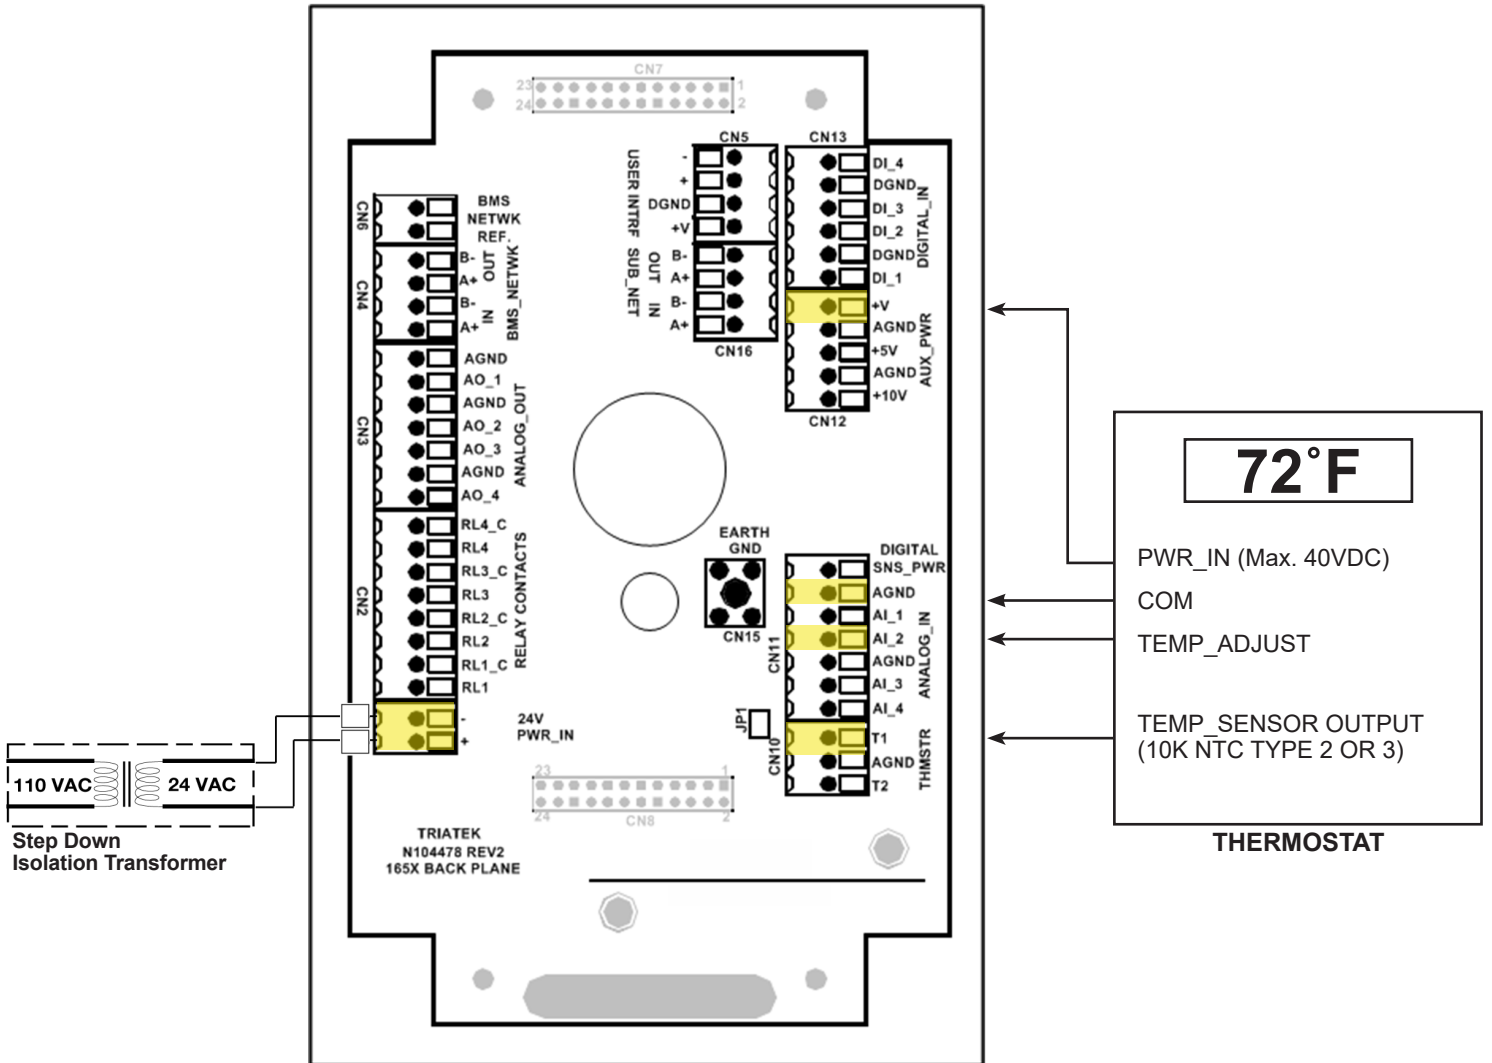 CN7
23
1
24
2
CN5
-
+
DGND
+V
USER INTRF
B-
A+
B-
A+
OUT
IN
SUB_NET
CN16
CN13
DI_4
DGND
DI_3
DI_2
DGND
DI_1
DIGITAL_IN
+V
AGND
+5V
AGND
+10V
AUX_PWR
CN12
CN6
BMS
NETWK
REF.
CN4
B-
A+
B-
A+
OUT
IN
BMS_NETWK
CN3
AGND
AO_1
AGND
AO_2
AO_3
AGND
AO_4
ANALOG_OUT
CN2
RL4_C
RL4
RL3_C
RL3
RL2_C
RL2
RL1_C
RL1
RELAY CONTACTS
-
+
24V
PWR_IN
EARTH
GND
CN15
DIGITAL
SNS_PWR
AGND
AI_1
AI_2
AGND
AI_3
AI_4
CN11
ANALOG_IN
JP1
CN10
T1
AGND
T2
THMSTR
23
1
24
2
CN8
TRIATEK
N104478 REV2
165X BACK PLANE
110 VAC
24 VAC
Step Down
Isolation Transformer
72°F
PWR_IN (Max. 40VDC)
COM
TEMP_ADJUST
TEMP_SENSOR OUTPUT
(10K NTC TYPE 2 OR 3)
THERMOSTAT